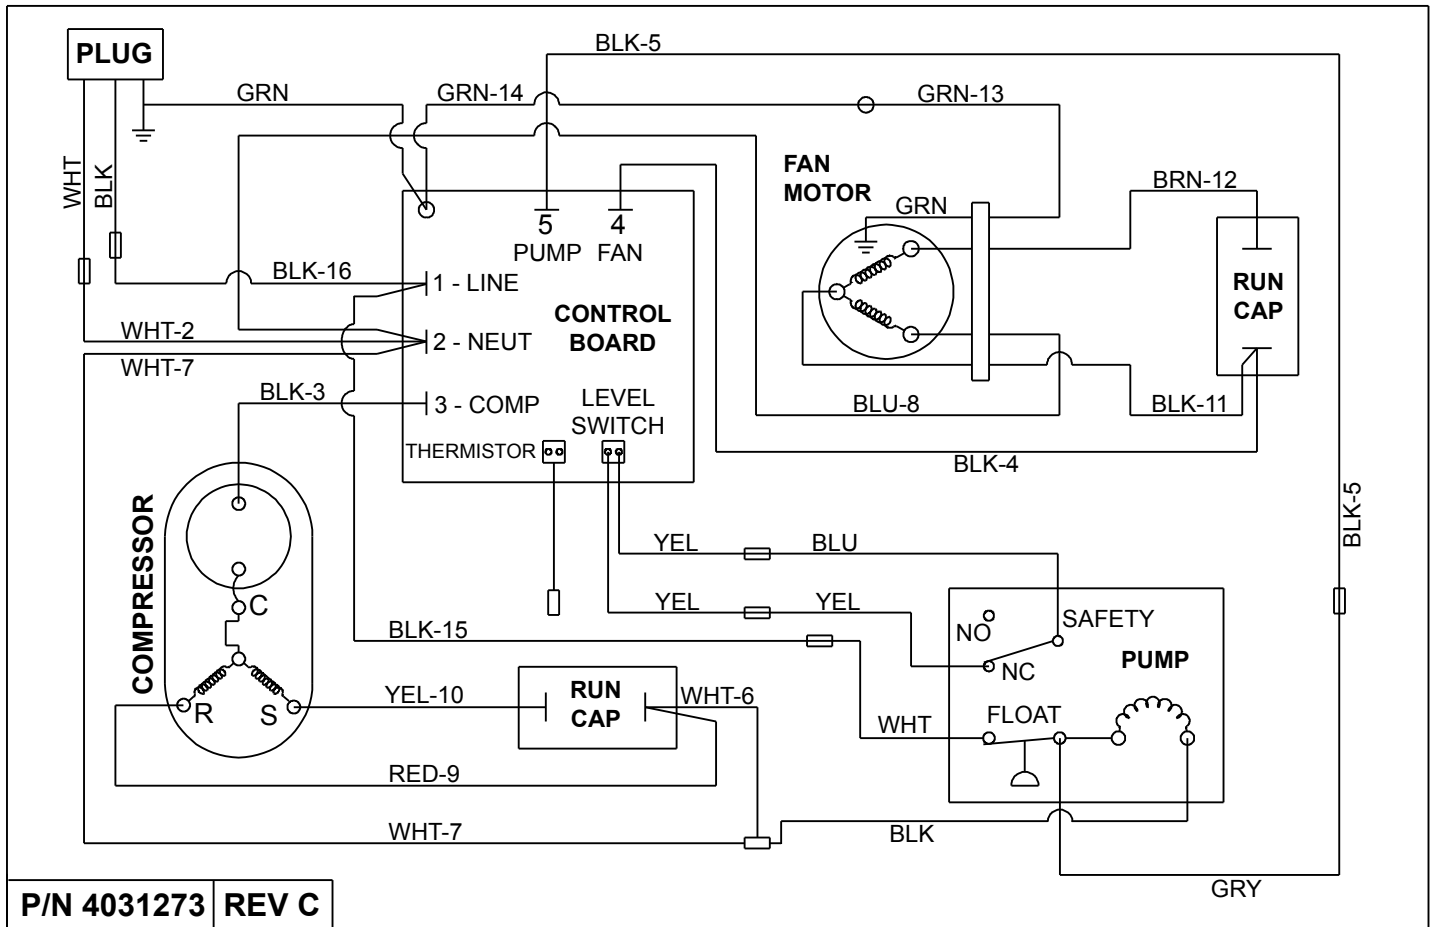 BLK-5
PLUG
GRN
GRN-14
GRN-13
WHT
BLK
FAN
MOTOR
BRN-12
GRN
5
4
PUMP
FAN
BLK-16
1 - LINE
RUN
CAP
CONTROL
BOARD
WHT-2
2 - NEUT
WHT-7
BLK-3
3 - COMP
LEVEL
SWITCH
BLU-8
BLK-11
THERMISTOR
BLK-4
COMPRESSOR
BLK-5
YEL
BLU
C
YEL
YEL
BLK-15
NO
SAFETY
NC
PUMP
R
S
YEL-10
RUN
CAP
WHT-6
WHT
FLOAT
RED-9
WHT-7
BLK
GRY
P/N 4031273
REV C